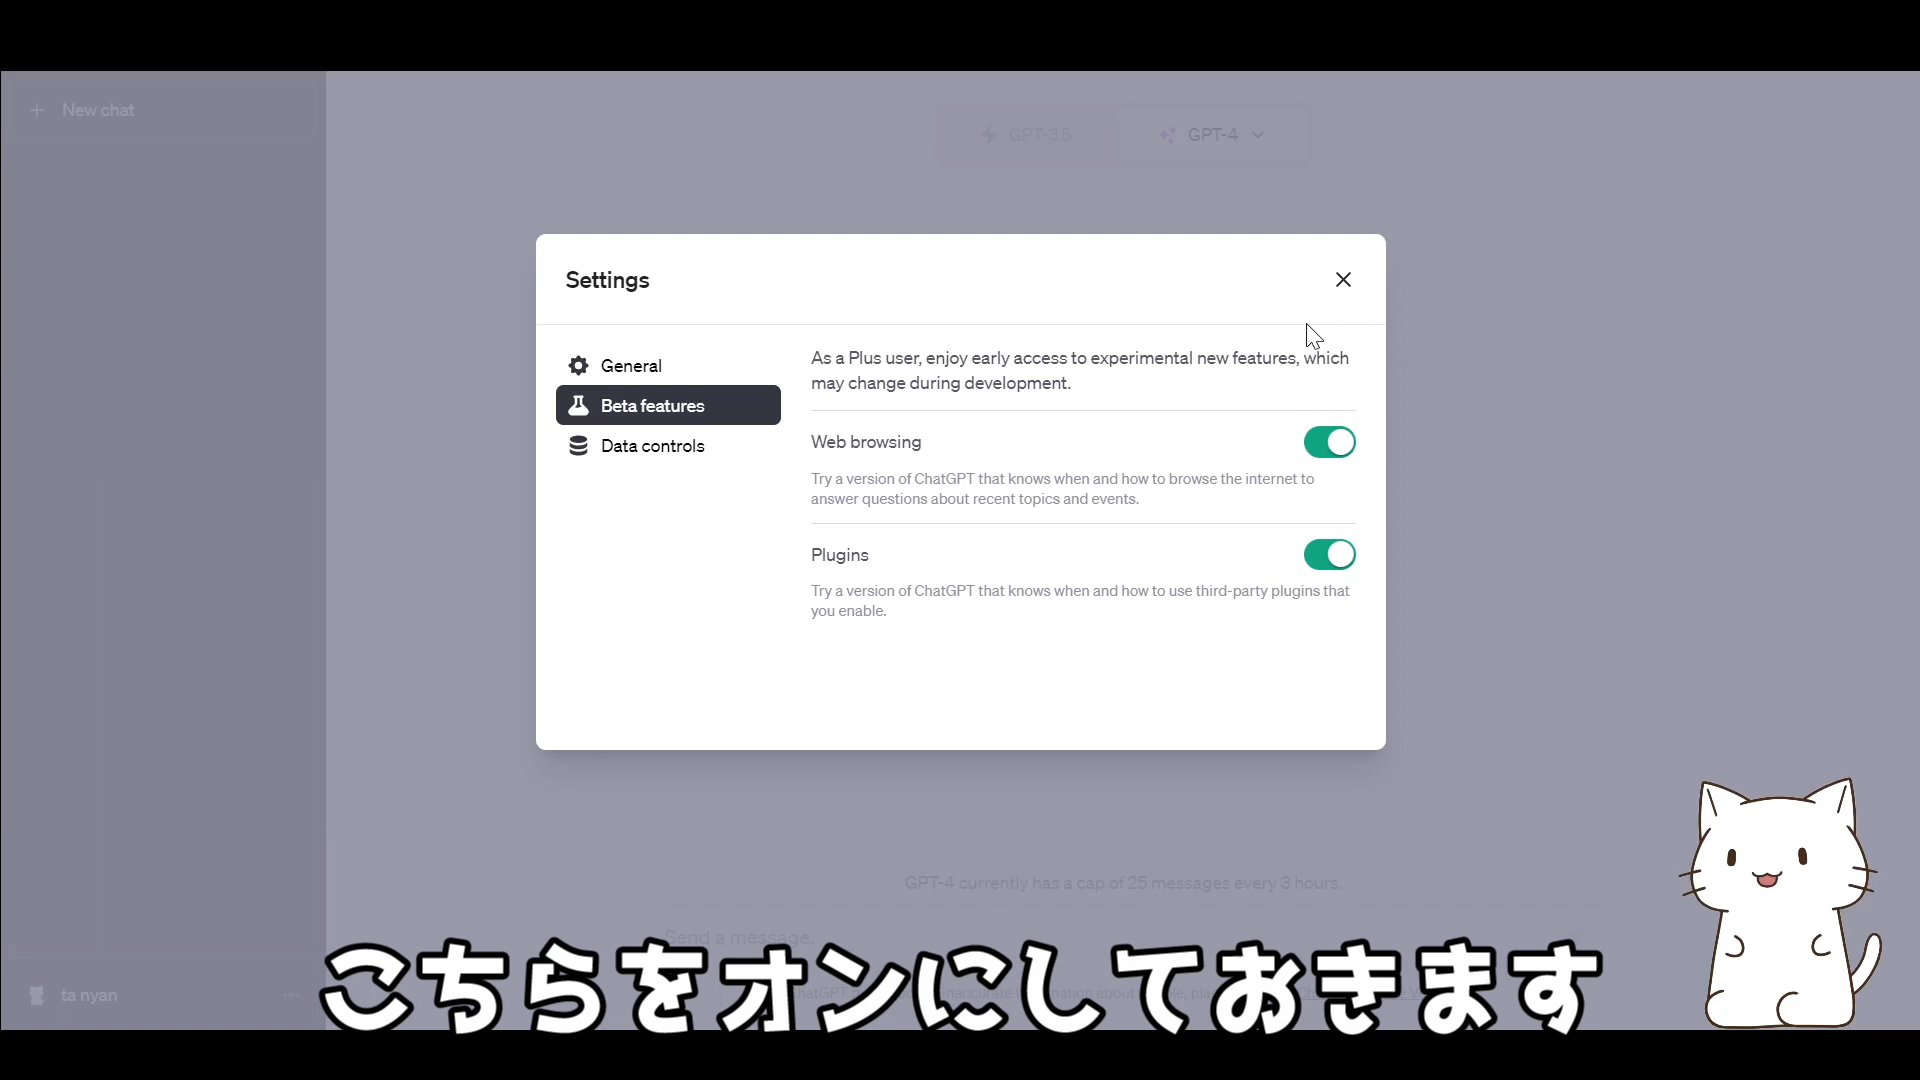 New chat
GPT-3.5
GPT-4
Settings
General
Beta features
Data controls
As a Plus user, enjoy early access to experimental new features, which
may change during development.
Web browsing
Try a version of ChatGPT that knows when and how to browse the internet to
answer questions about recent topics and events.
Plugins
Try a version of ChatGPT that knows when and how to use third-party plugins that
you enable.
GPT-4 currently has a cap of 25 messages every 3 hours.
Send a message.
ta nyan
こちらをオンにしておきます